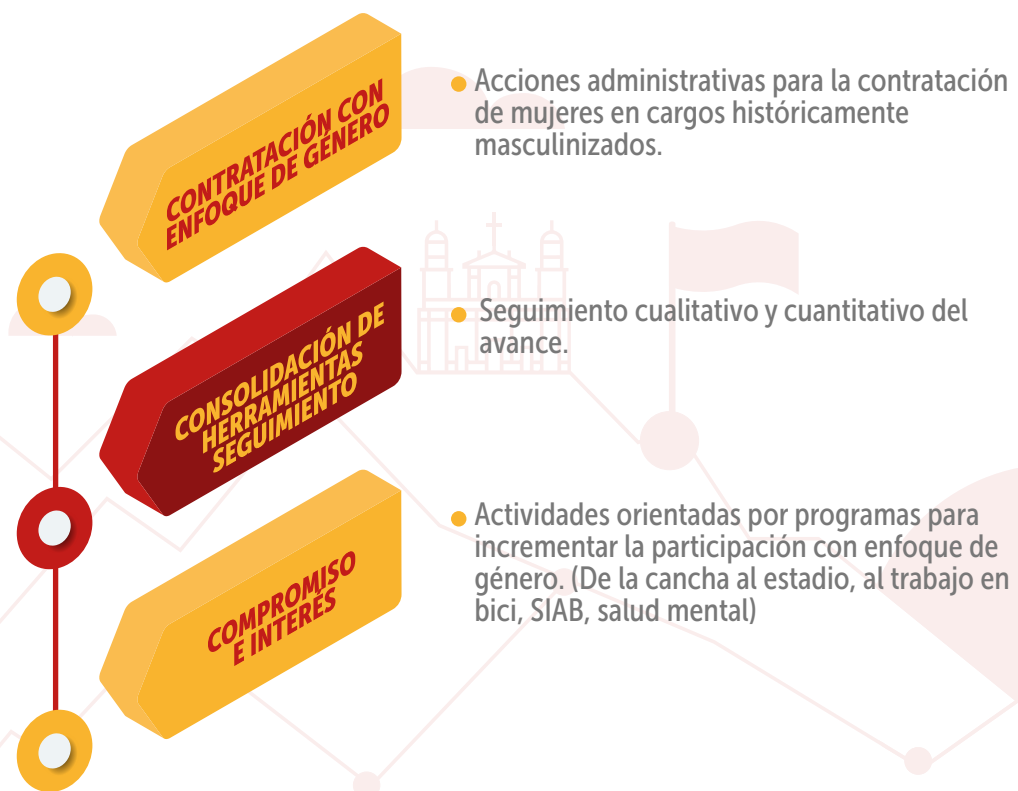 CONTRATACIÓN CON
ENFOQUE DE GÉNERO
Acciones administrativas para la contratación
de mujeres en cargos históricamente
masculinizados.
CONSOLIDACIÓN DE
HERRAMIENTAS
SEGUIMIENTO
Seguimiento cualitativo y cuantitativo del
avance.
COMPROMISO
E INTERÉS
Actividades orientadas por programas para
incrementar la participación con enfoque de
género. (De la cancha al estadio, al trabajo en
bici, SIAB, salud mental)